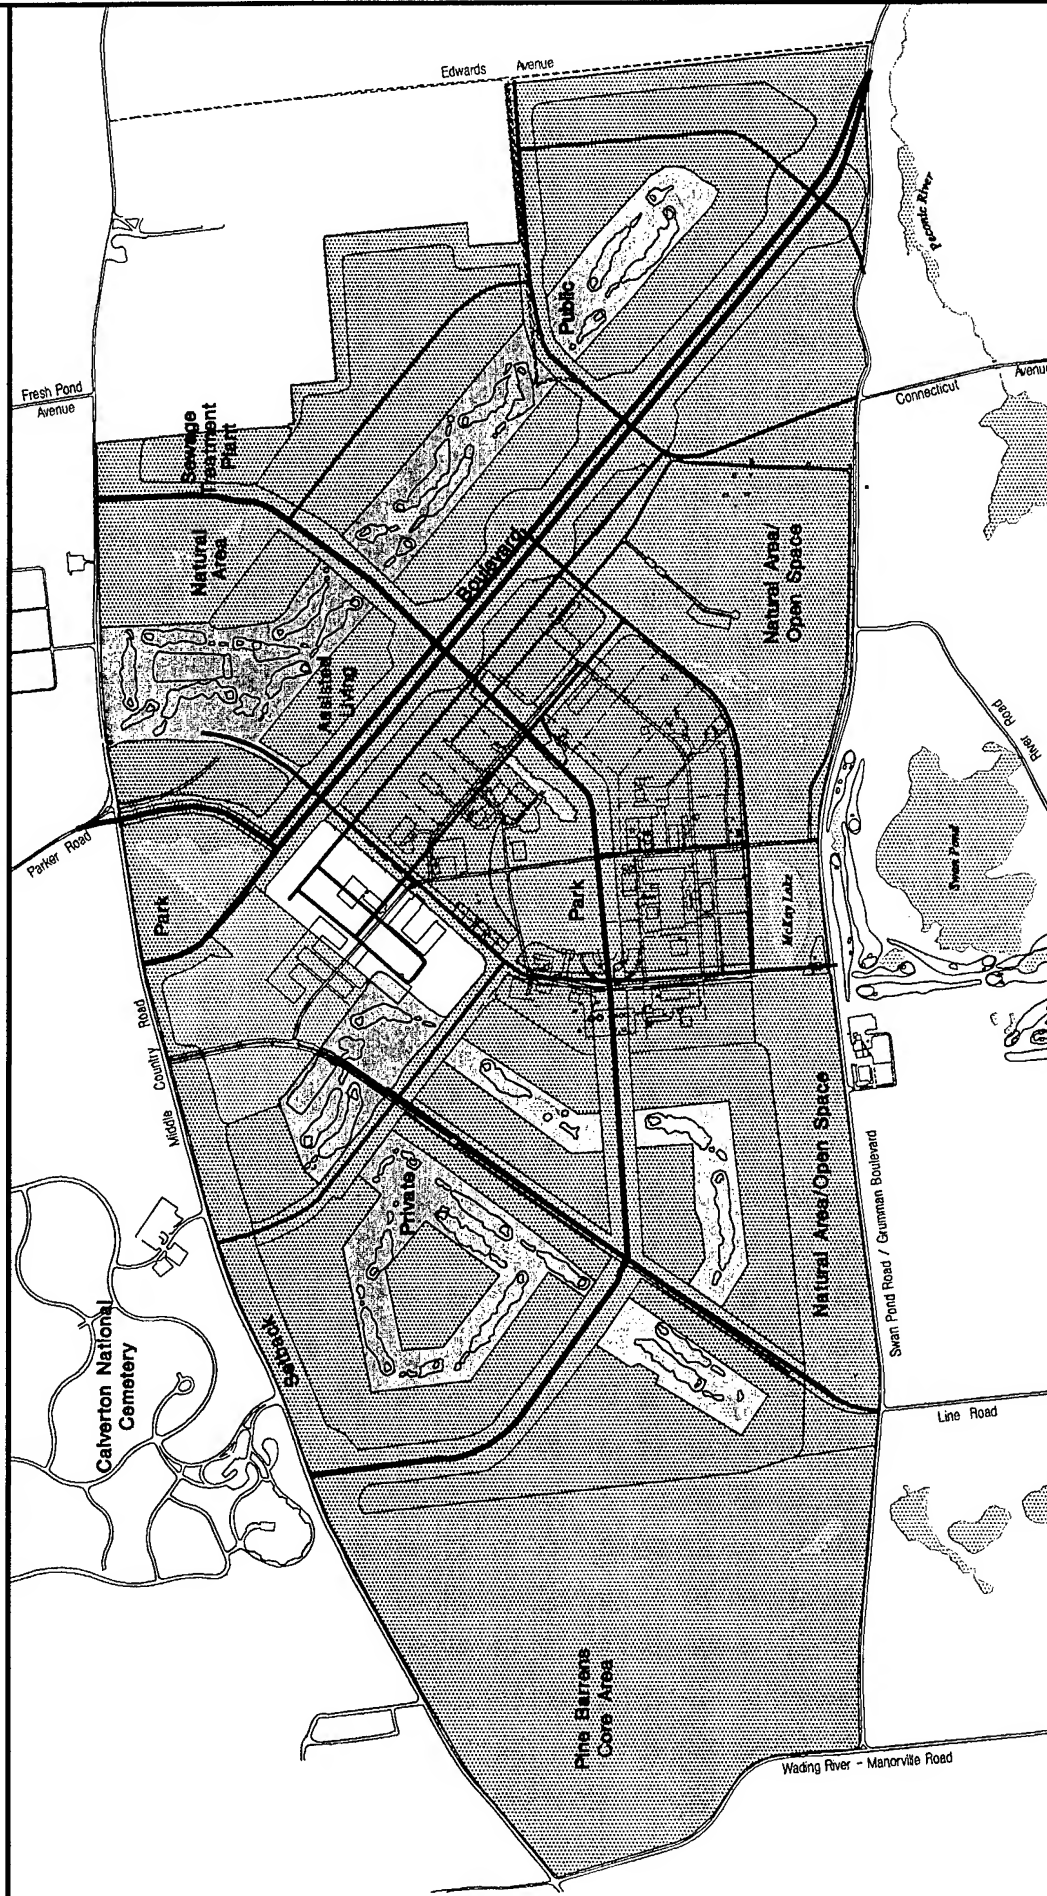 Edwards Avenue
Peconic River
Public
Fresh Pond
Avenue
Connecticut Avenue
Sewage
Treatment
Plant
Natural
Area
Boulevard
Natural Area/
Open Space
Assisted
Living
River Road
Parker Road
Park
Park
McKay Lake
Swan Pond
Middle Country Road
Private
Natural Area/Open Space
Swan Pond Road / Grumman Boulevard
Calverton National
Cemetery
Setback
Line Road
Pine Barrens
Core Area
Wading River - Manorville Road